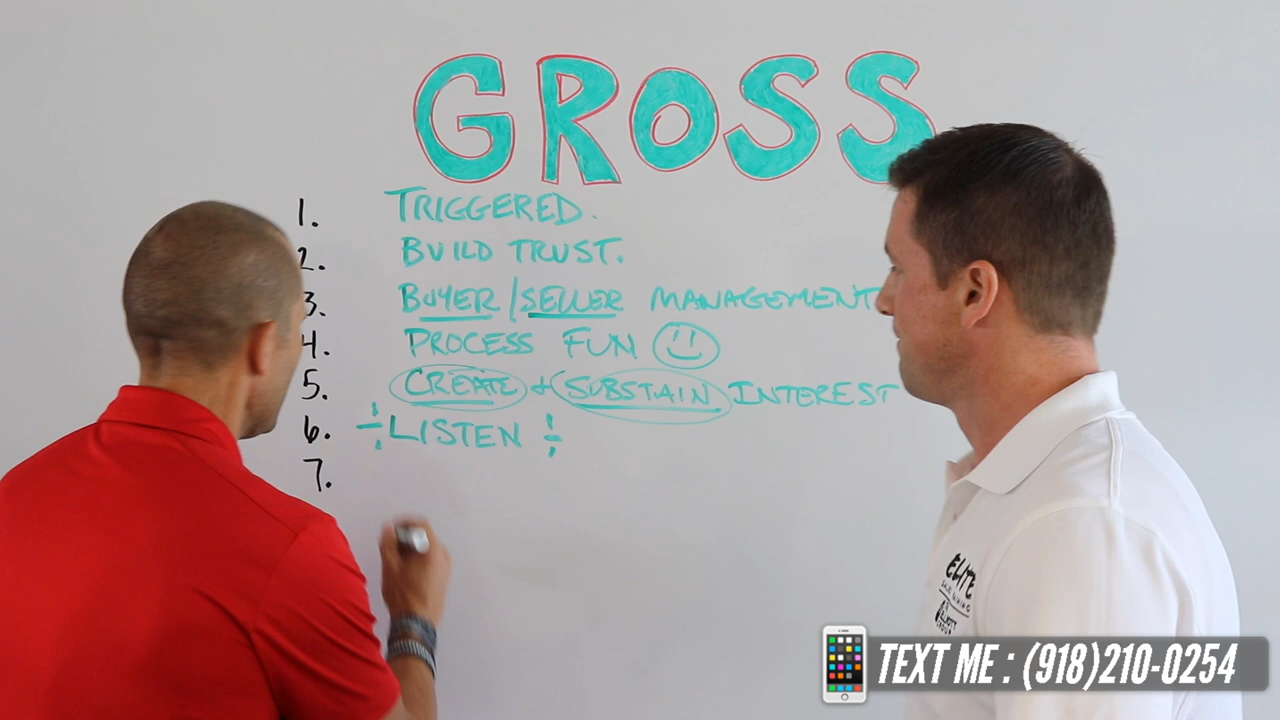 GROSS
1. TRIGGERED.
2. BUILD TRUST.
3. BUYER/SELLER MANAGEMENT
4. PROCESS FUN
5. CREATE + SUBSTAIN INTEREST
6. LISTEN
7.
ELITE
TEXT ME : (918)210-0254